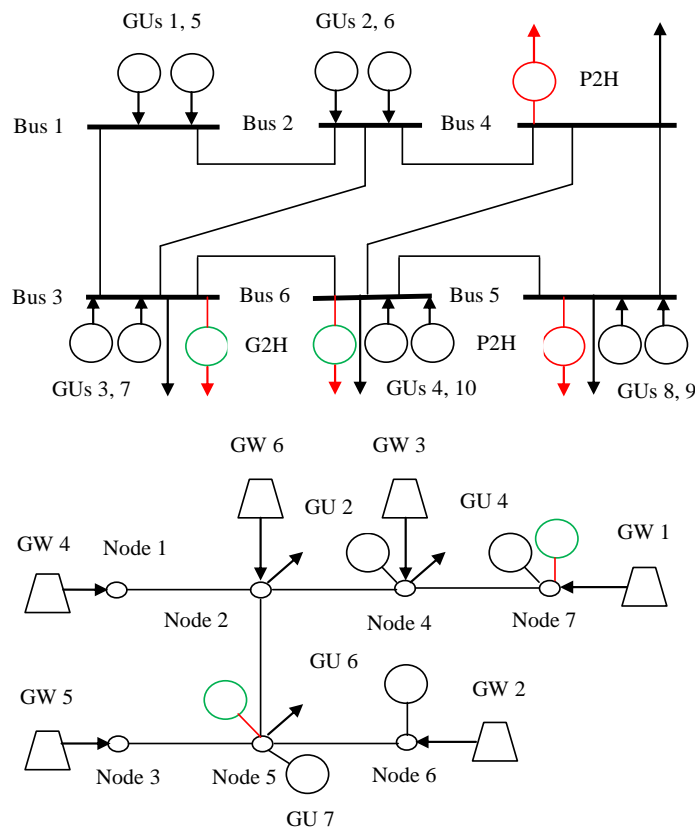 GUs 1, 5
GUs 2, 6
P2H
Bus 1
Bus 2
Bus 4
Bus 3
Bus 6
Bus 5
G2H
P2H
GUs 3, 7
GUs 4, 10
GUs 8, 9
GW 6
GW 3
GU 2
GU 4
GW 4
Node 1
GW 1
Node 2
Node 4
Node 7
GU 6
GW 5
GW 2
Node 3
Node 5
Node 6
GU 7